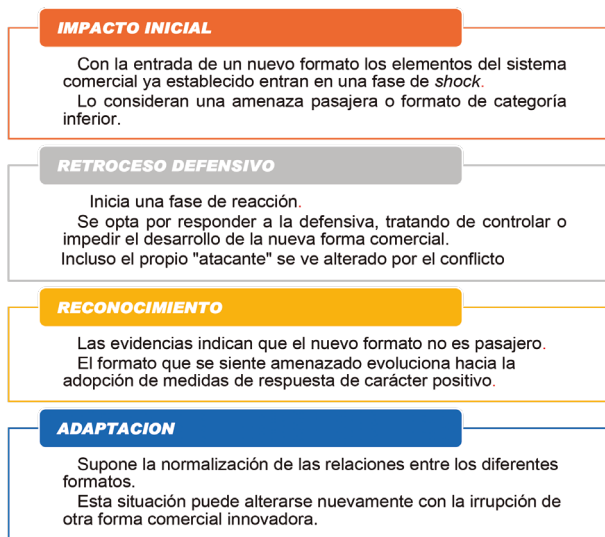 IMPACTO INICIAL
Con la entrada de un nuevo formato los elementos del sistema
comercial ya establecido entran en una fase de shock.
Lo consideran una amenaza pasajera o formato de categoría
inferior.
RETROCESO DEFENSIVO
Inicia una fase de reacción.
Se opta por responder a la defensiva, tratando de controlar o
impedir el desarrollo de la nueva forma comercial.
Incluso el propio "atacante" se ve alterado por el conflicto
RECONOCIMIENTO
Las evidencias indican que el nuevo formato no es pasajero.
El formato que se siente amenazado evoluciona hacia la
adopción de medidas de respuesta de carácter positivo.
ADAPTACION
Supone la normalización de las relaciones entre los diferentes
formatos.
Esta situación puede alterarse nuevamente con la irrupción de
otra forma comercial innovadora.